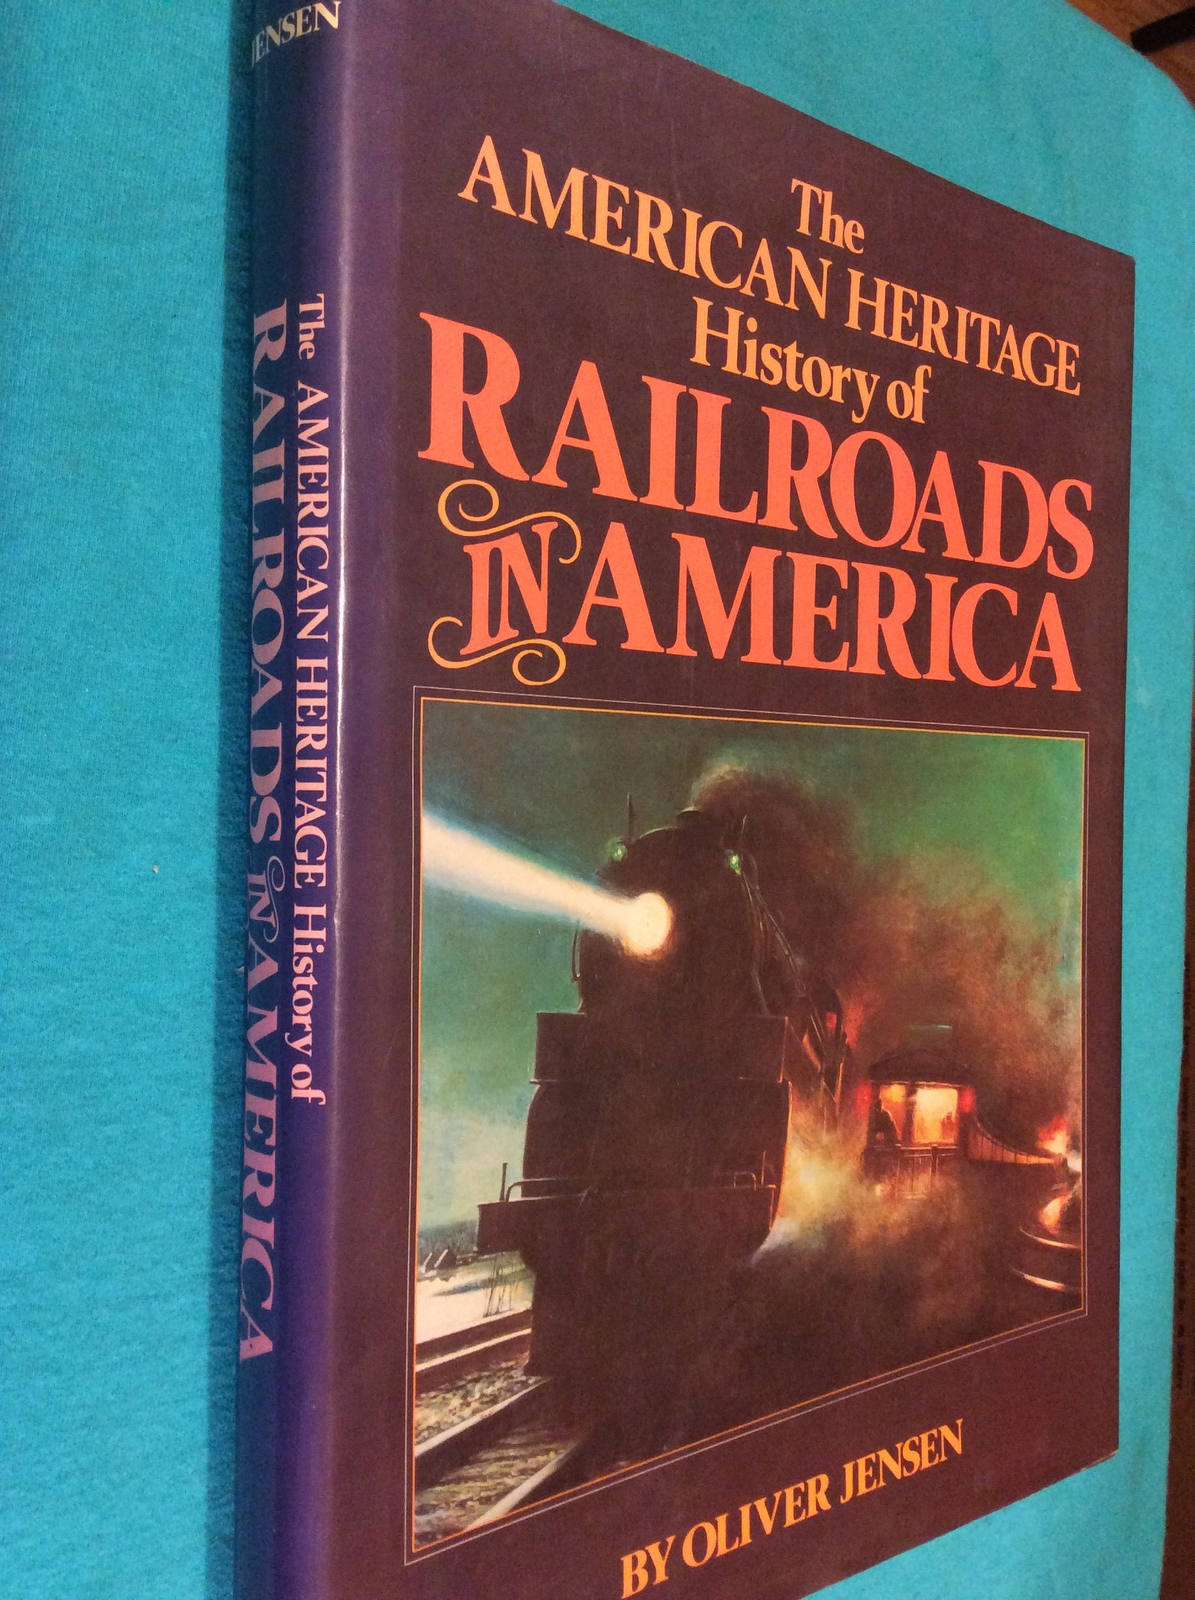 JENSEN
The AMERICAN HERITAGE History of
RAILROADS IN AMERICA
The
AMERICAN HERITAGE
History of
RAILROADS
IN AMERICA
BY OLIVER JENSEN